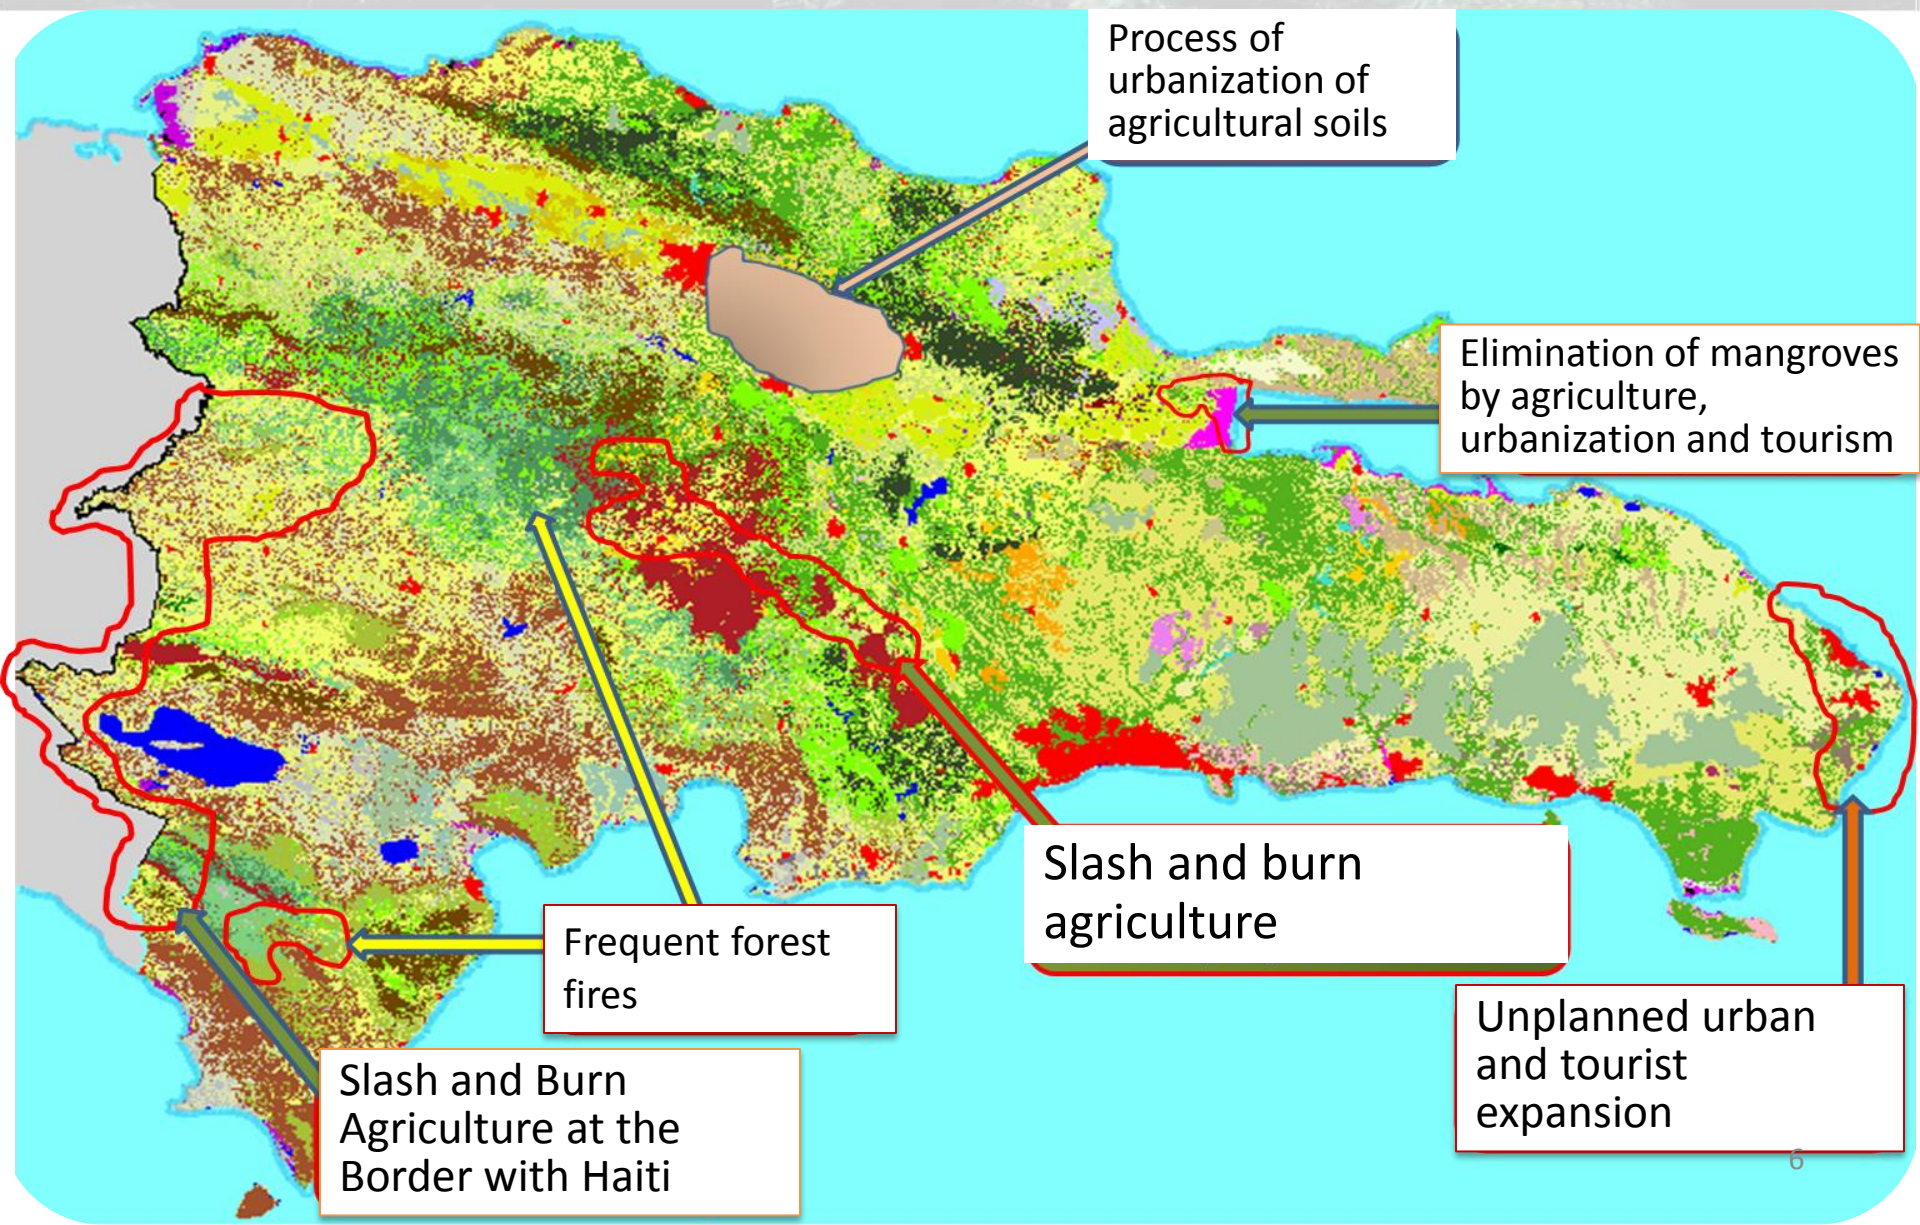 Process of
urbanization of
agricultural soils
Elimination of mangroves
by agriculture,
urbanization and tourism
Slash and burn
agriculture
Frequent forest
fires
Unplanned urban
and tourist
expansion
Slash and Burn
Agriculture at the
Border with Haiti
6